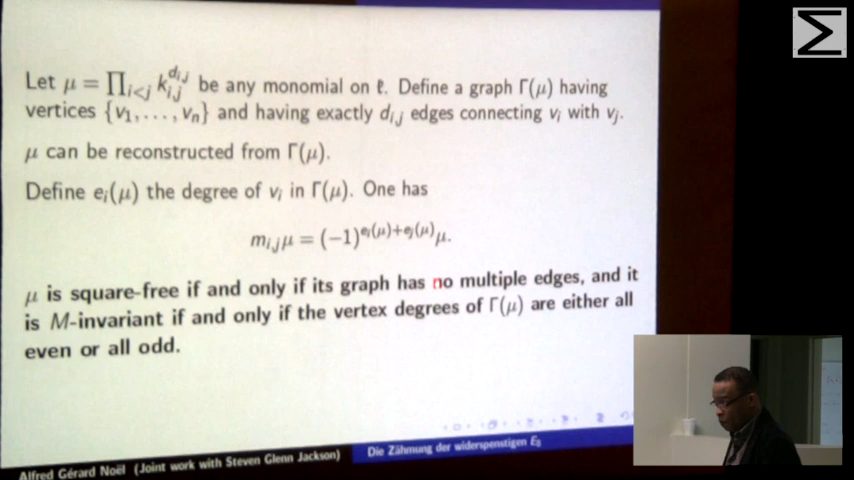 Let μ = ∏_{i<j} k_{i,j}^{d_{i,j}} be any monomial on 𝔨. Define a graph Γ(μ) having
vertices {v₁, . . . , vₙ} and having exactly d_{i,j} edges connecting v_i with v_j.
μ can be reconstructed from Γ(μ).
Define e_i(μ) the degree of v_i in Γ(μ). One has
m_{i,j}μ = (−1)^{e_i(μ)+e_j(μ)}μ.
μ is square-free if and only if its graph has no multiple edges, and it
is M-invariant if and only if the vertex degrees of Γ(μ) are either all
even or all odd.
Alfred Gérard Noël (Joint work with Steven Glenn Jackson)
Die Zähmung der widerspenstigen E₈